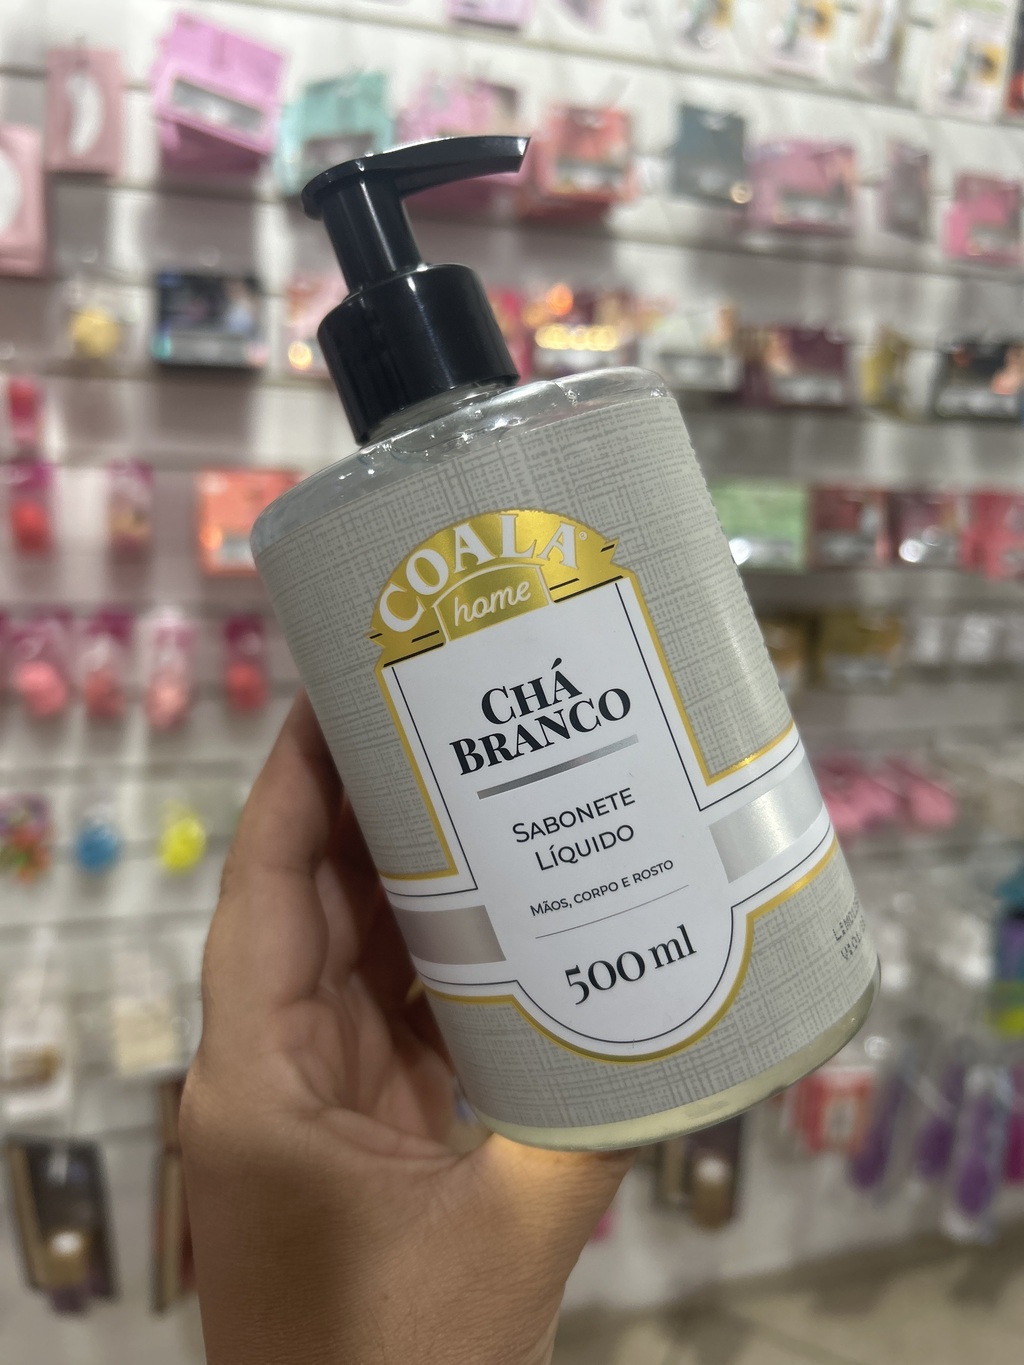 COALA®
home
CHÁ
BRANCO
SABONETE
LÍQUIDO
MÃOS, CORPO E ROSTO
500 ml